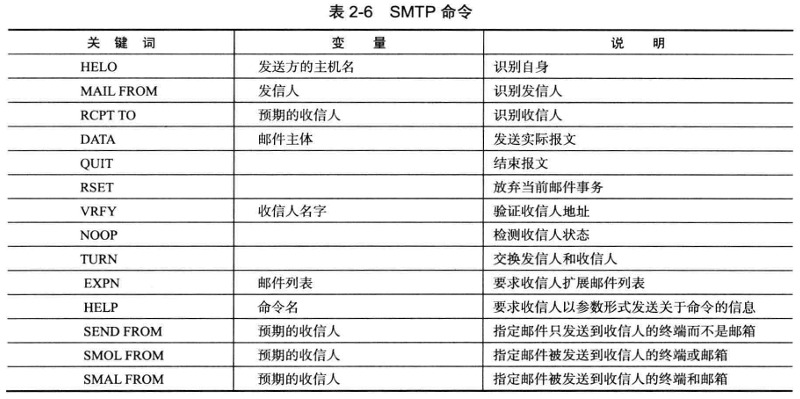 表 2-6 SMTP 命令
关 键 词 变 量 说 明
HELO 发送方的主机名 识别自身
MAIL FROM 发信人 识别发信人
RCPT TO 预期的收信人 识别收信人
DATA 邮件主体 发送实际报文
QUIT 结束报文
RSET 放弃当前邮件事务
VRFY 收信人名字 验证收信人地址
NOOP 检测收信人状态
TURN 交换发信人和收信人
EXPN 邮件列表 要求收信人扩展邮件列表
HELP 命令名 要求收信人以参数形式发送关于命令的信息
SEND FROM 预期的收信人 指定邮件只发送到收信人的终端而不是邮箱
SMOL FROM 预期的收信人 指定邮件被发送到收信人的终端或邮箱
SMAL FROM 预期的收信人 指定邮件被发送到收信人的终端和邮箱